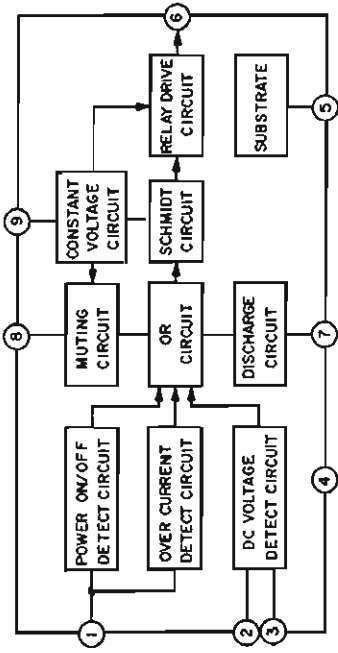 POWER ON/OFF
DETECT CIRCUIT
OVER CURRENT
DETECT CIRCUIT
DC VOLTAGE
DETECT CIRCUIT
MUTING
CIRCUIT
OR
CIRCUIT
DISCHARGE
CIRCUIT
CONSTANT
VOLTAGE
CIRCUIT
SCHMIDT
CIRCUIT
RELAY DRIVE
CIRCUIT
SUBSTRATE
1
2
3
4
5
6
7
8
9